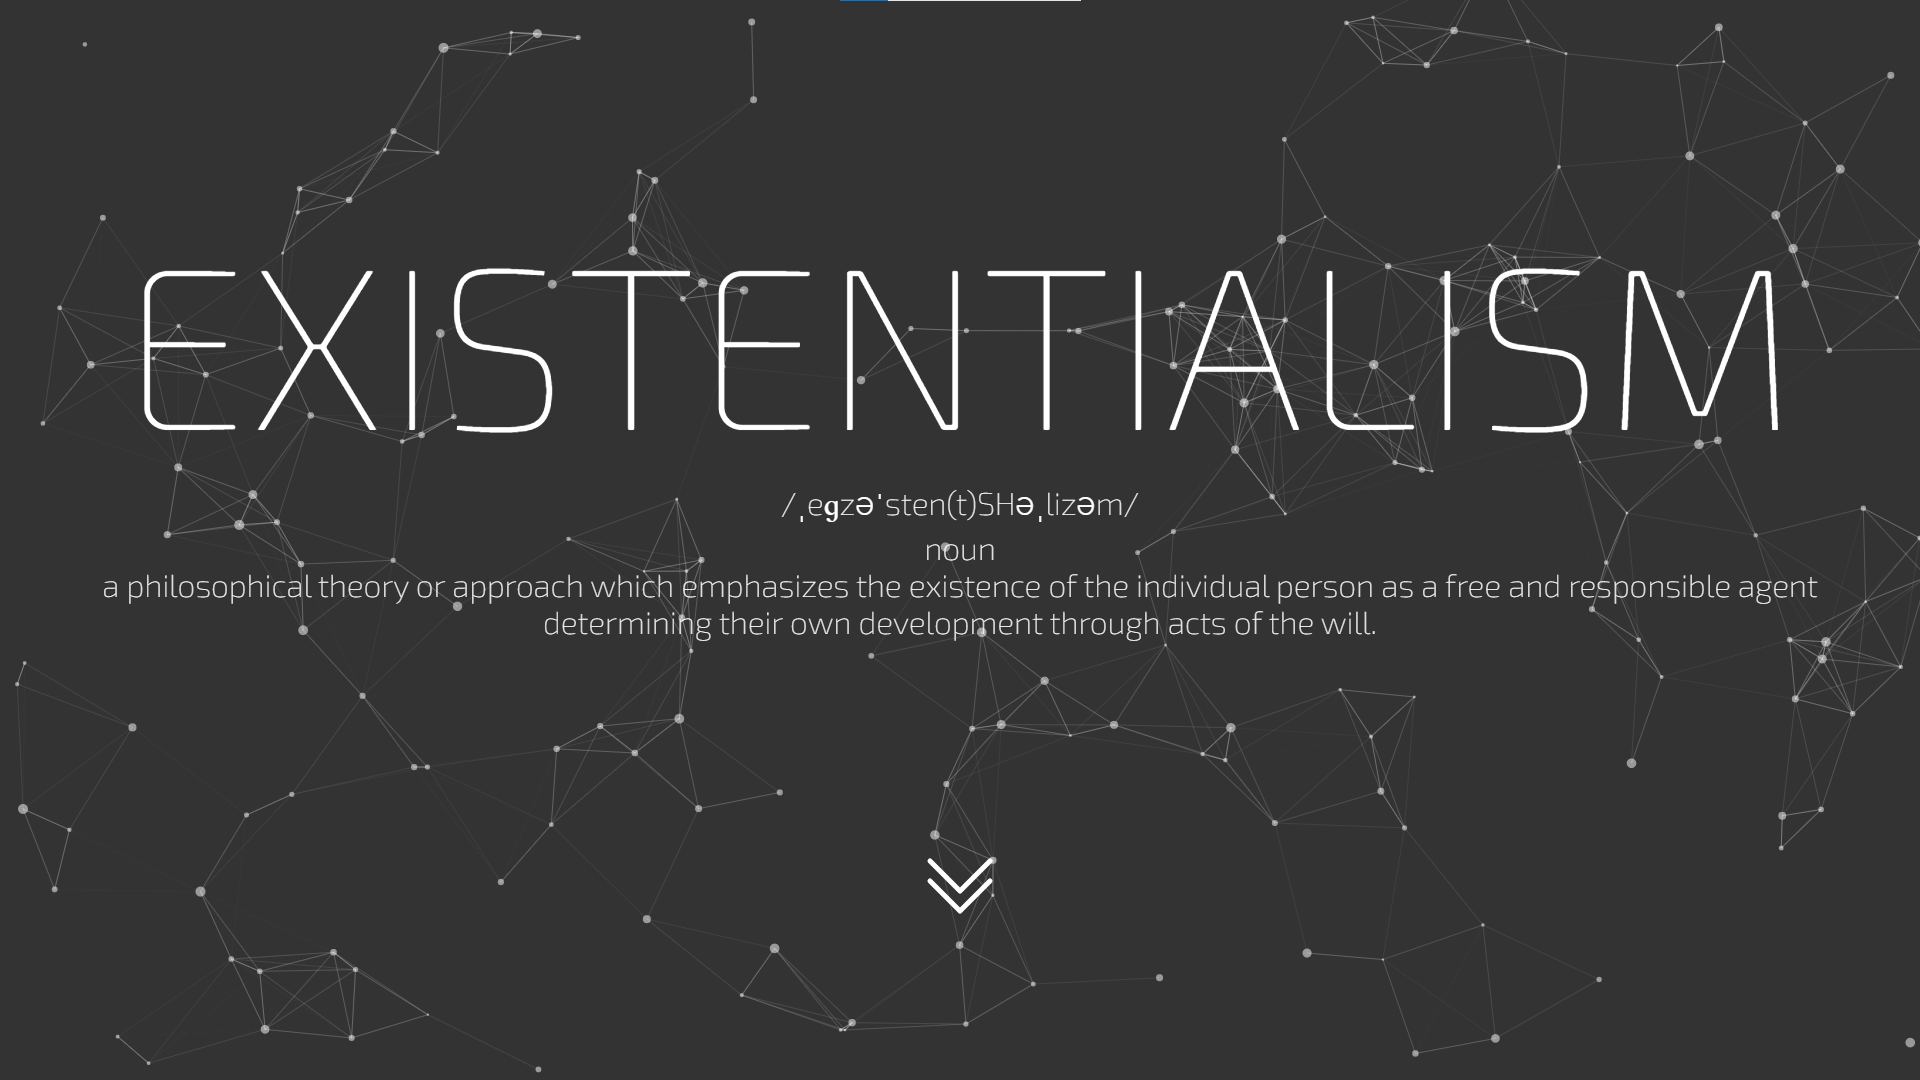 EXISTENTIALISM
/ˌeɡzəˈsten(t)SHəˌlizəm/
noun
a philosophical theory or approach which emphasizes the existence of the individual person as a free and responsible agent
determining their own development through acts of the will.